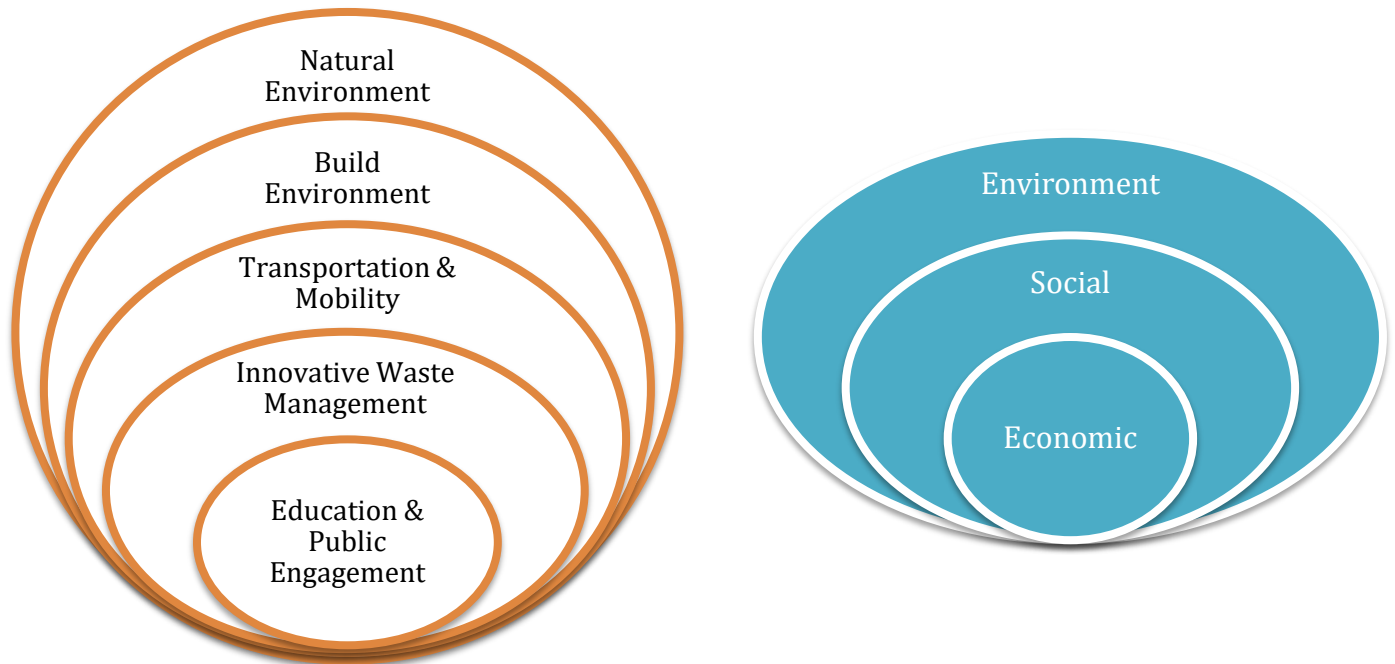 Natural
Environment
Build
Environment
Transportation &
Mobility
Innovative Waste
Management
Education &
Public
Engagement
Environment
Social
Economic